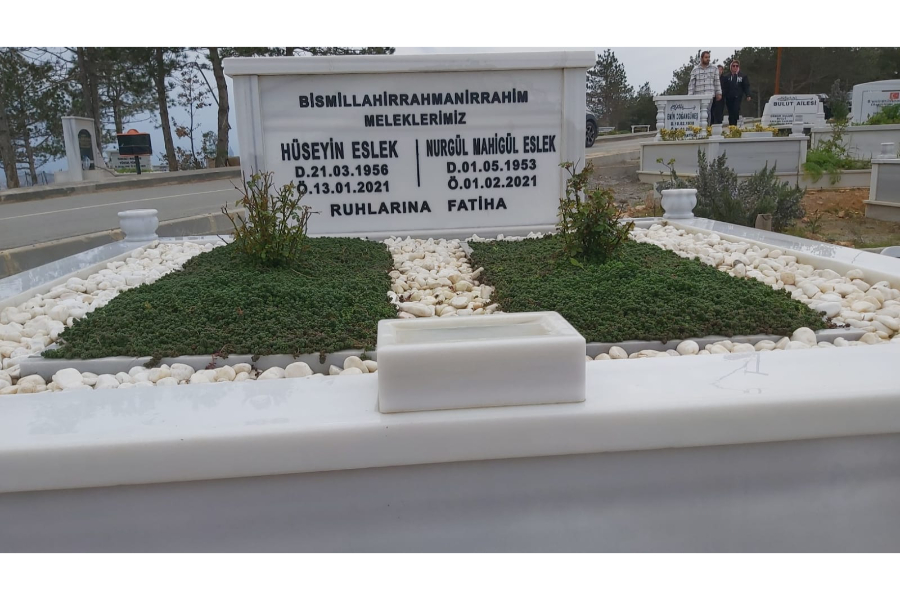 BISMILLAHIRRAHMANIRRAHIM
MELEKLERIMIZ
HÜSEYIN ESLEK
D.21.03.1956
Ö.13.01.2021
NURGÜL MAHIGÜL ESLEK
D.01.05.1953
Ö.01.02.2021
RUHLARINA FATIHA
BULUT AILESI